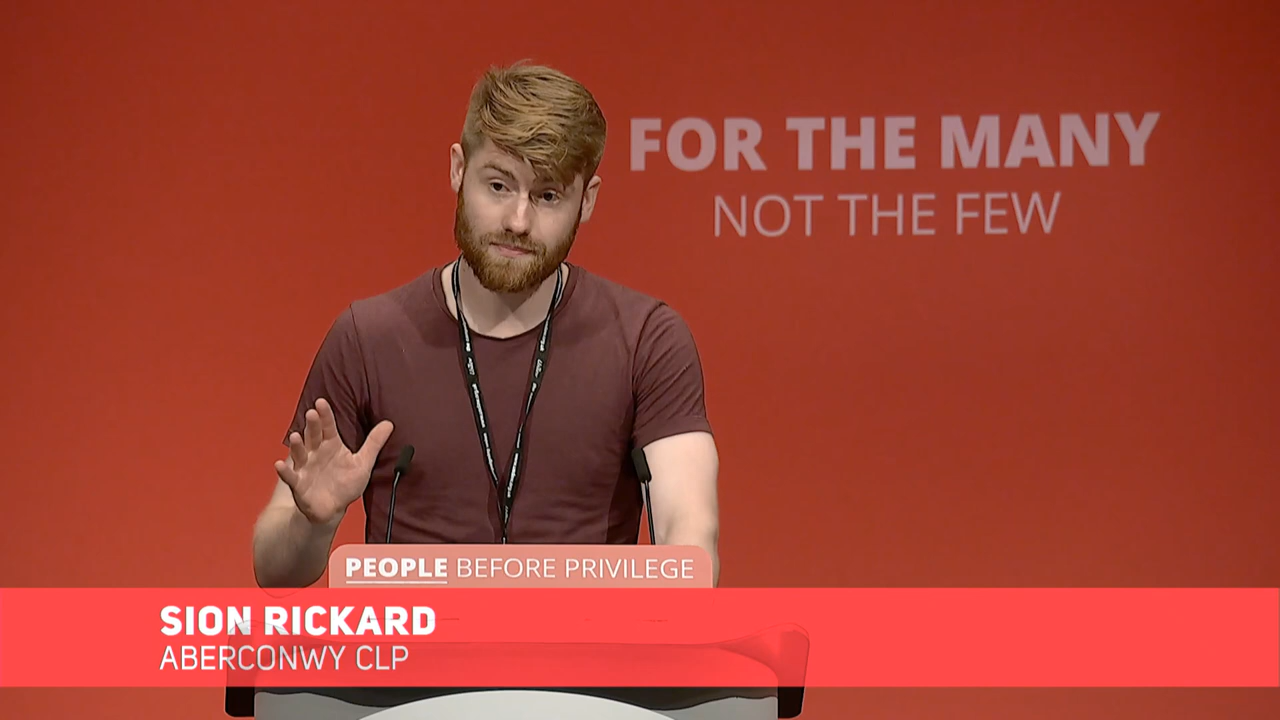 FOR THE MANY
NOT THE FEW
PEOPLE BEFORE PRIVILEGE
SION RICKARD
ABERCONWY CLP